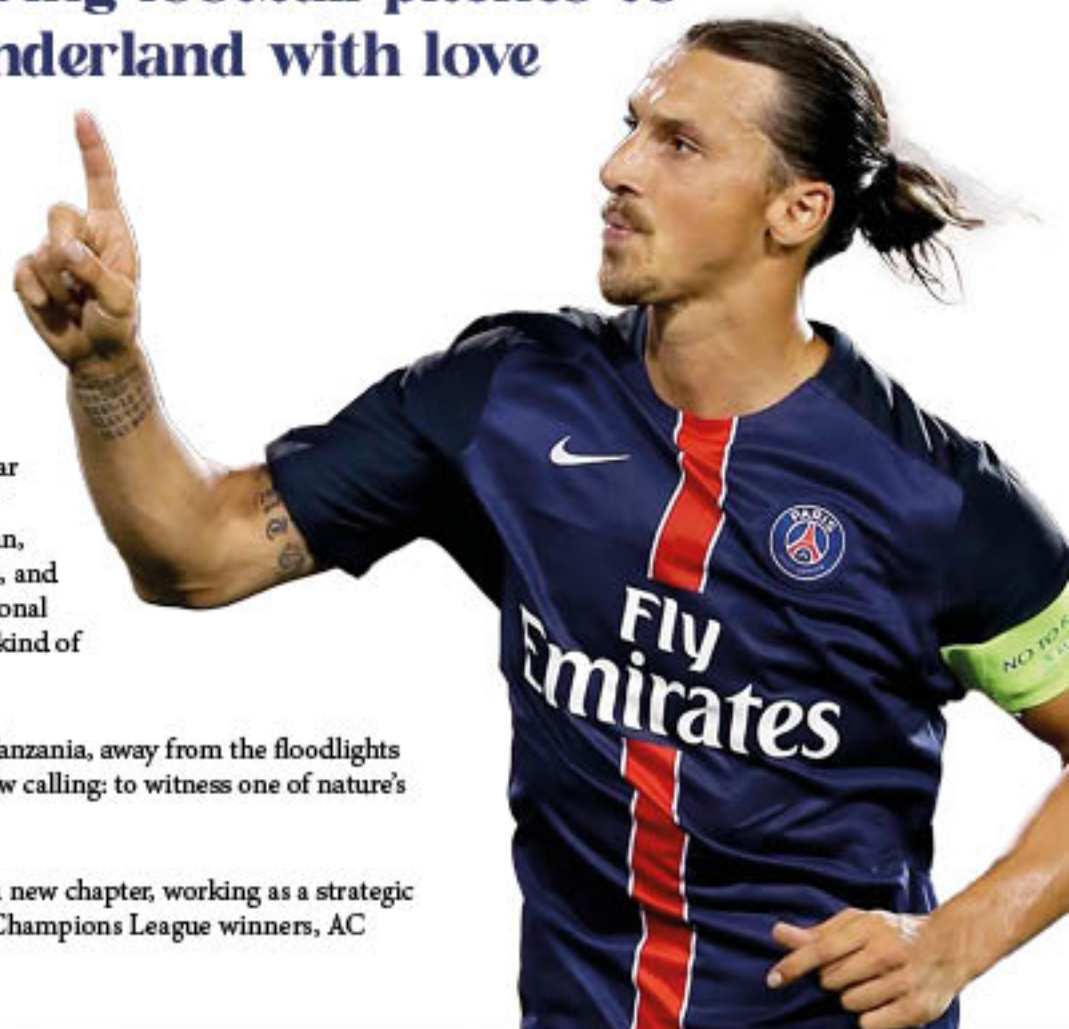 nderland with love
ar
n,
, and
onal
kind of
anzania, away from the floodlights
w calling: to witness one of nature's
new chapter, working as a strategic
Champions League winners, AC
PARIS
Fly
Emirates
NO TO